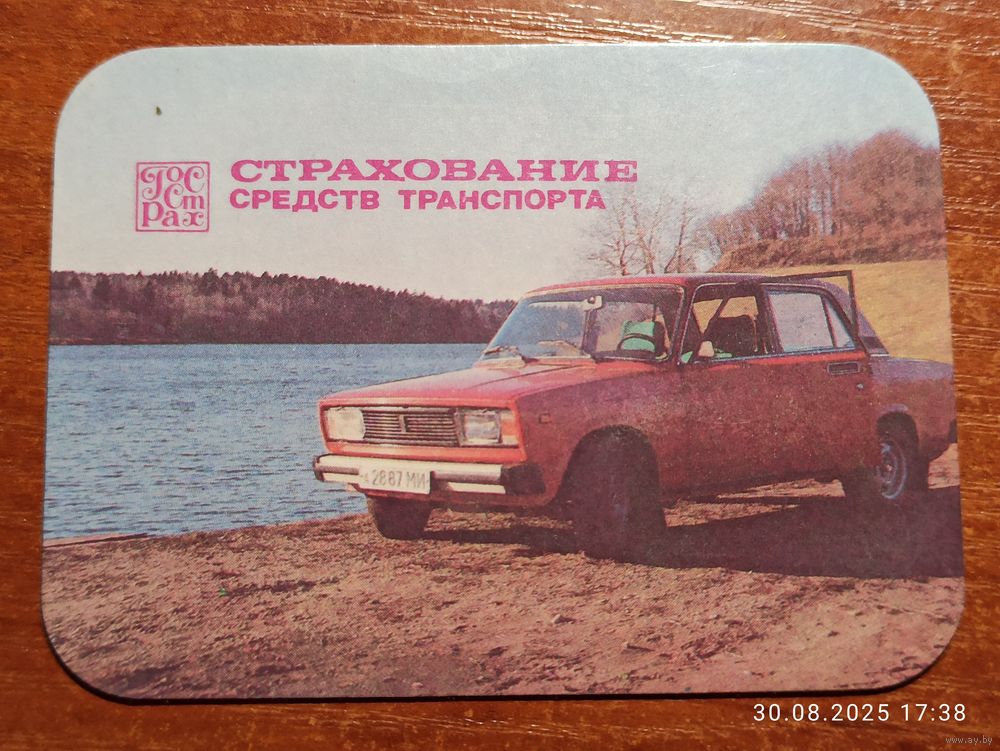 ГОС
Ст
Рах
СТРАХОВАНИЕ
СРЕДСТВ ТРАНСПОРТА
2887 МИ
30.08.2025 17:38
www.ay.by